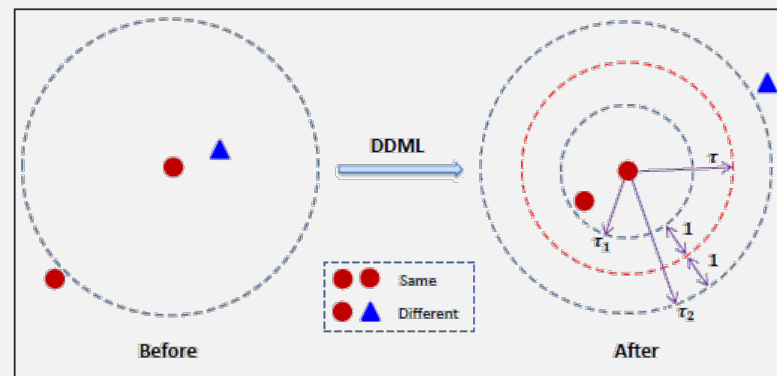 DDML
τ
τ₁
1
1
τ₂
Same
Different
Before
After